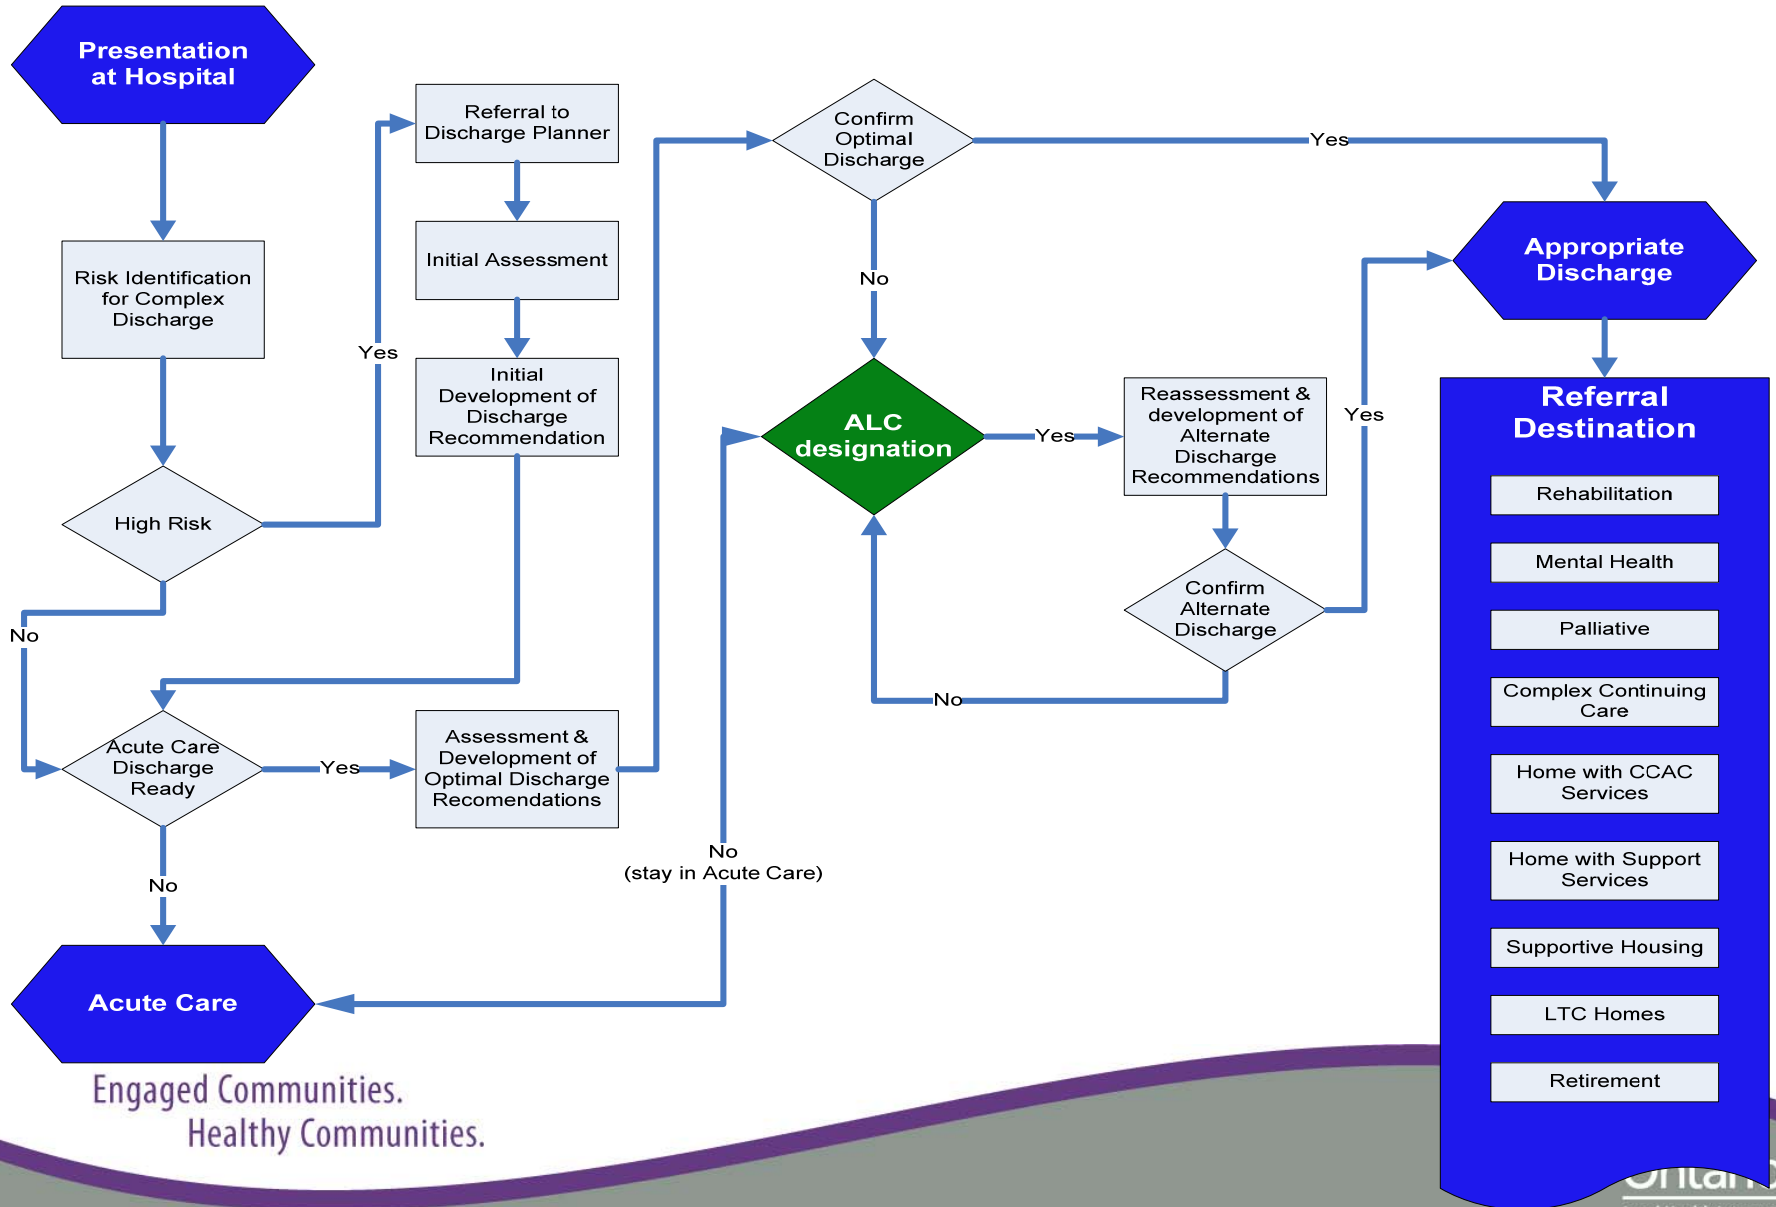 Presentation
at Hospital
Risk Identification
for Complex
Discharge
High Risk
Yes
No
Referral to
Discharge Planner
Initial Assessment
Initial
Development of
Discharge
Recommendation
Acute Care
Discharge
Ready
Yes
No
Assessment &
Development of
Optimal Discharge
Recomendations
Acute Care
Confirm
Optimal
Discharge
Yes
No
ALC
designation
Yes
No
(stay in Acute Care)
Reassessment &
development of
Alternate
Discharge
Recommendations
Confirm
Alternate
Discharge
Yes
No
Appropriate
Discharge
Referral
Destination
Rehabilitation
Mental Health
Palliative
Complex Continuing
Care
Home with CCAC
Services
Home with Support
Services
Supportive Housing
LTC Homes
Retirement
Engaged Communities.
Healthy Communities.